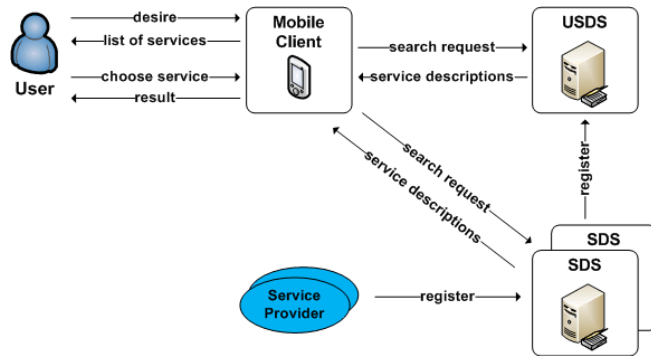 desire
list of services
choose service
result
User
Mobile
Client
search request
service descriptions
USDS
search request
service descriptions
register
SDS
SDS
Service
Provider
register